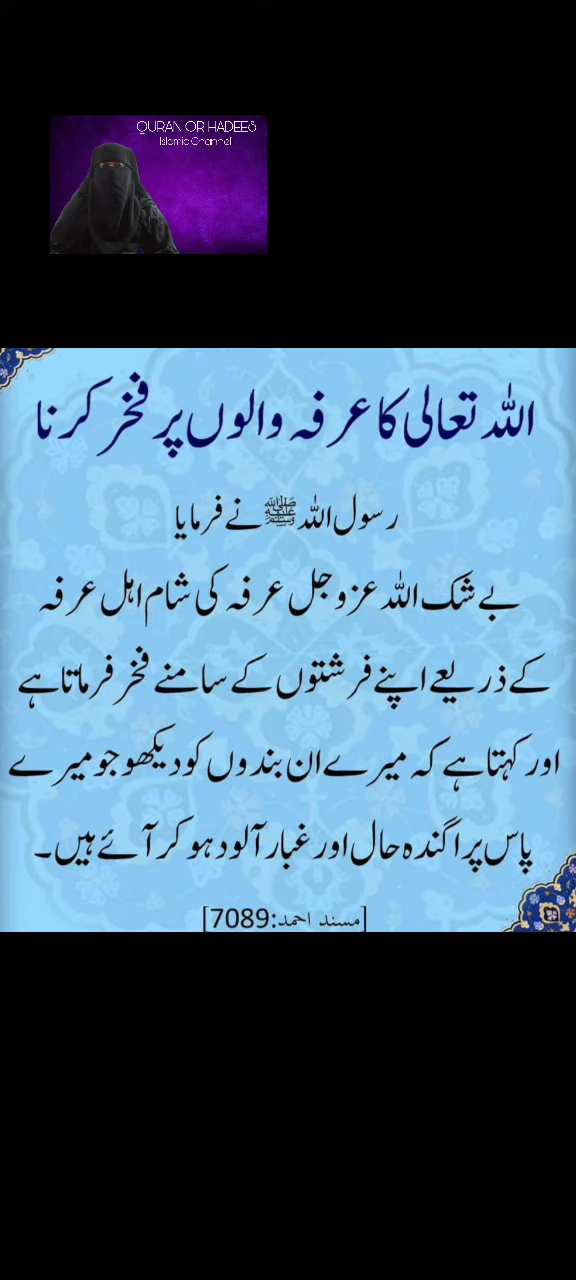 QURAN OR HADEES
Islamic Channel
اللہ تعالی کا عرفہ والوں پر فخر کرنا
رسول اللہ ﷺ نے فرمایا
بے شک اللہ عزوجل عرفہ کی شام اہل عرفہ
کے ذریعے اپنے فرشتوں کے سامنے فخر فرماتا ہے
اور کہتا ہے کہ میرے ان بندوں کو دیکھو جو میرے
پاس پراگندہ حال اور غبار آلود ہو کر آئے ہیں۔
[مسند احمد:7089]